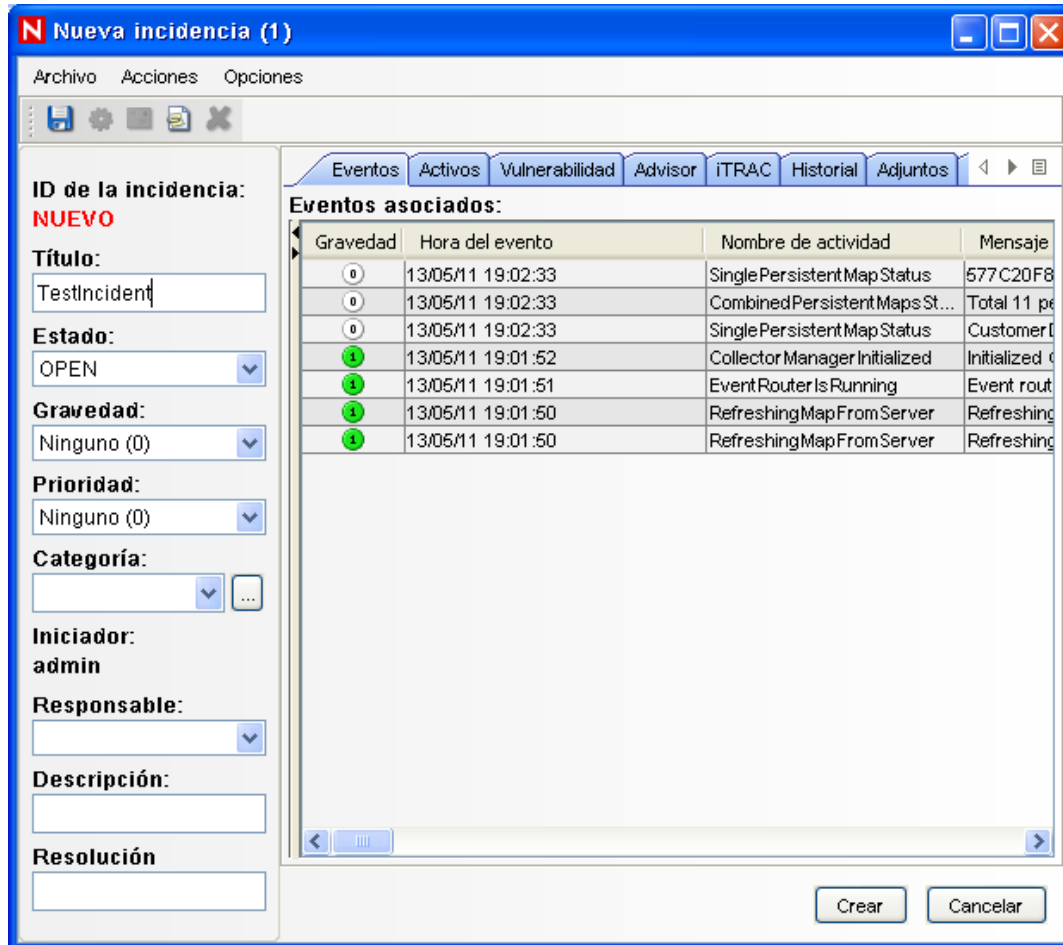 N Nueva incidencia (1)
Archivo Acciones Opciones
ID de la incidencia:
NUEVO
Título:
TestIncident
Estado:
OPEN
Gravedad:
Ninguno (0)
Prioridad:
Ninguno (0)
Categoría:
...
Iniciador:
admin
Responsable:
Descripción:
Resolución
Eventos Activos Vulnerabilidad Advisor iTRAC Historial Adjuntos
Eventos asociados:
Gravedad Hora del evento Nombre de actividad Mensaje
0 13/05/11 19:02:33 SinglePersistentMapStatus 577C20F8
0 13/05/11 19:02:33 CombinedPersistentMapsSt... Total 11 pe
0 13/05/11 19:02:33 SinglePersistentMapStatus Customer
1 13/05/11 19:01:52 CollectorManagerInitialized Initialized
1 13/05/11 19:01:51 EventRouterIsRunning Event rout
1 13/05/11 19:01:50 RefreshingMapFromServer Refreshing
1 13/05/11 19:01:50 RefreshingMapFromServer Refreshing
Crear Cancelar